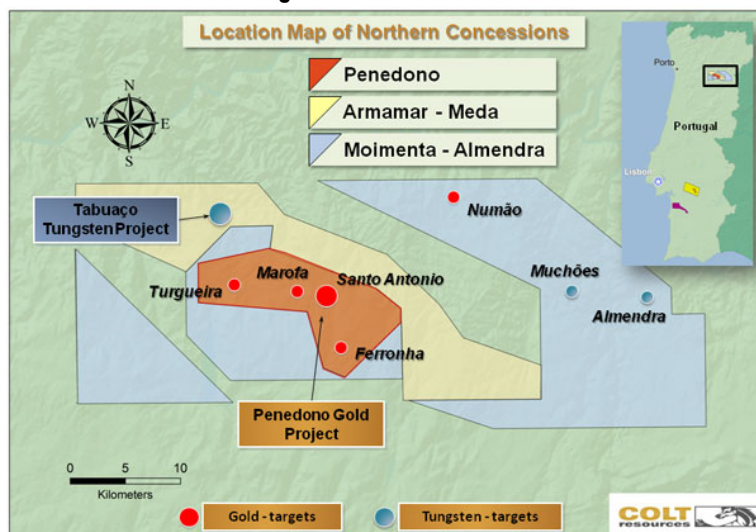 g
Location Map of Northern Concessions
Penedono
Armamar - Meda
Moimenta - Almendra
N
W
E
S
Porto
Portugal
Lisbon
Tabuaço
Tungsten Project
Numão
Muchões
Almendra
Marofa
Santo Antonio
Turgueira
Ferronha
Penedono Gold
Project
0 5 10
Kilometers
Gold - targets
Tungsten - targets
COLT
resources